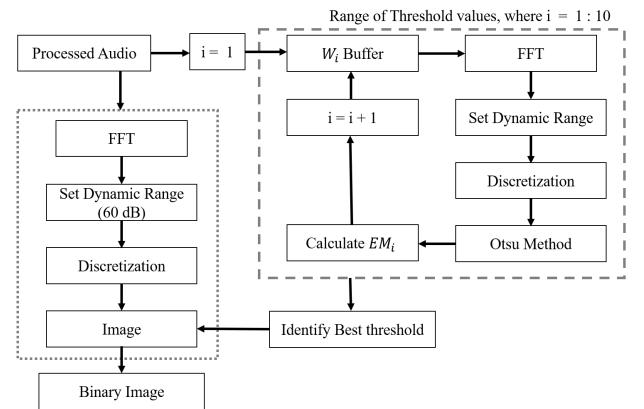 Range of Threshold values, where i = 1 : 10
Processed Audio
i = 1
W_i Buffer
FFT
FFT
i = i + 1
Set Dynamic Range
Set Dynamic Range
(60 dB)
Discretization
Discretization
Calculate EM_i
Otsu Method
Image
Identify Best threshold
Binary Image